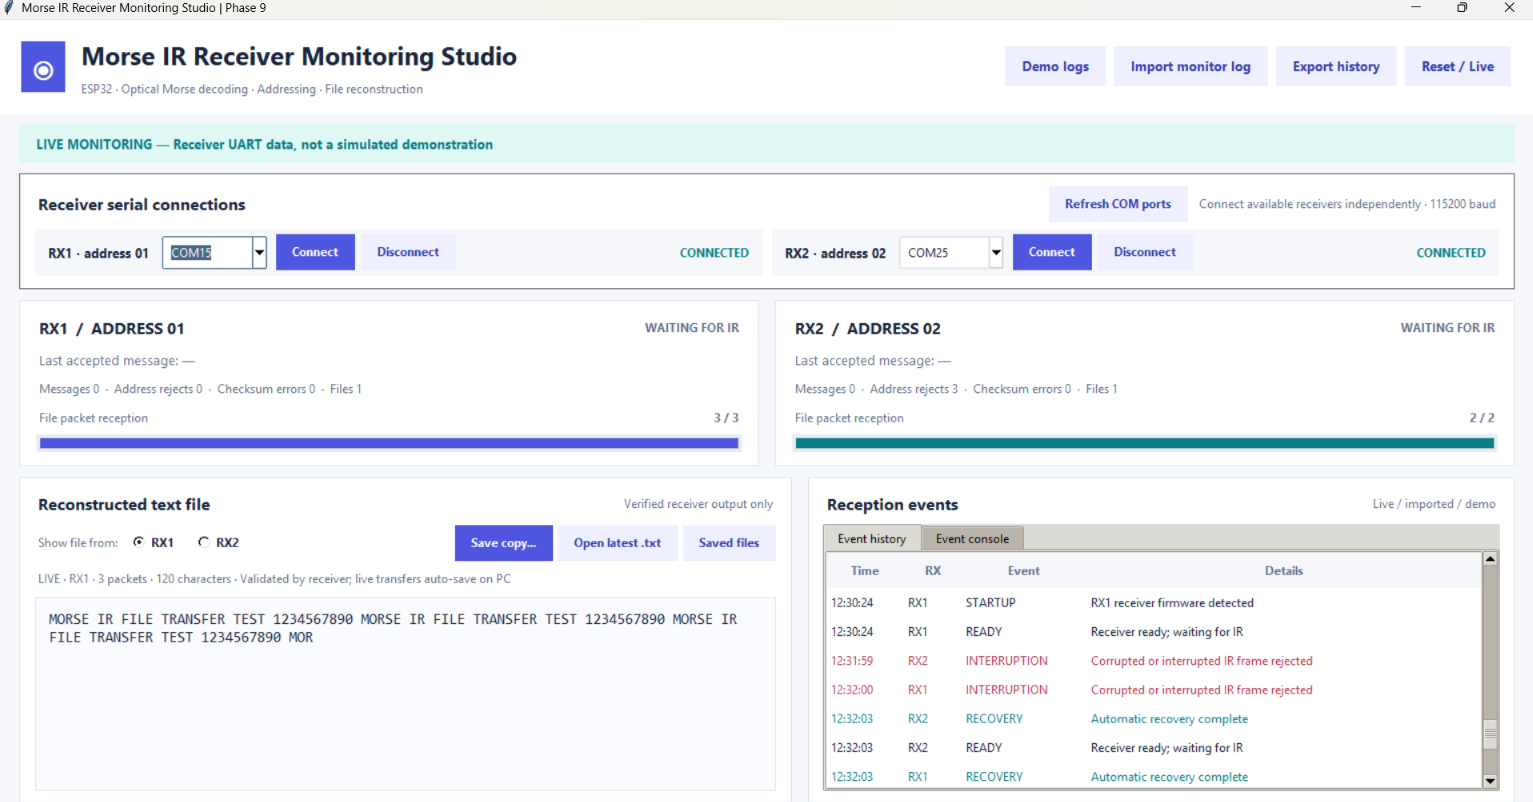 Morse IR Receiver Monitoring Studio | Phase 9
Morse IR Receiver Monitoring Studio
ESP32 · Optical Morse decoding · Addressing · File reconstruction
Demo logs
Import monitor log
Export history
Reset / Live
LIVE MONITORING — Receiver UART data, not a simulated demonstration
Receiver serial connections
Refresh COM ports
Connect available receivers independently · 115200 baud
RX1 · address 01
COM15
Connect
Disconnect
CONNECTED
RX2 · address 02
COM25
Connect
Disconnect
CONNECTED
RX1 / ADDRESS 01
WAITING FOR IR
Last accepted message: —
Messages 0 · Address rejects 0 · Checksum errors 0 · Files 1
File packet reception
3 / 3
RX2 / ADDRESS 02
WAITING FOR IR
Last accepted message: —
Messages 0 · Address rejects 3 · Checksum errors 0 · Files 1
File packet reception
2 / 2
Reconstructed text file
Verified receiver output only
Show file from: RX1 RX2
Save copy...
Open latest .txt
Saved files
LIVE · RX1 · 3 packets · 120 characters · Validated by receiver; live transfers auto-save on PC
MORSE IR FILE TRANSFER TEST 1234567890 MORSE IR FILE TRANSFER TEST 1234567890 MORSE IR
FILE TRANSFER TEST 1234567890 MOR
Reception events
Live / imported / demo
Event history
Event console
Time RX Event Details
12:30:24 RX1 STARTUP RX1 receiver firmware detected
12:30:24 RX1 READY Receiver ready; waiting for IR
12:31:59 RX2 INTERRUPTION Corrupted or interrupted IR frame rejected
12:32:00 RX1 INTERRUPTION Corrupted or interrupted IR frame rejected
12:32:03 RX2 RECOVERY Automatic recovery complete
12:32:03 RX2 READY Receiver ready; waiting for IR
12:32:03 RX1 RECOVERY Automatic recovery complete